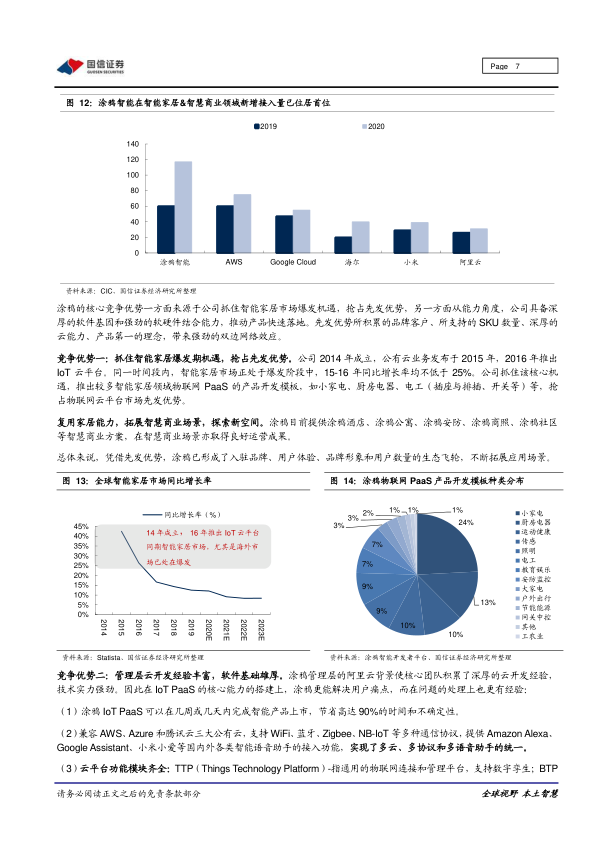 国信证券
GUOSEN SECURITIES
Page 7
图 12：涂鸦智能在智能家居&智慧商业领域新增接入量已位居首位
2019 2020
140
120
100
80
60
40
20
0
涂鸦智能 AWS Google Cloud 海尔 小米 阿里云
资料来源：CIC、国信证券经济研究所整理
涂鸦的核心竞争优势一方面来源于公司抓住智能家居市场爆发机遇，抢占先发优势，另一方面从能力角度，公司具备深
厚的软件基因和强劲的软硬件结合能力，推动产品快速落地。先发优势所积累的品牌客户、所支持的 SKU 数量、深厚的
云能力、产品第一的理念，带来强劲的双边网络效应。
竞争优势一：抓住智能家居爆发期机遇，抢占先发优势。公司 2014 年成立，公有云业务发布于 2015 年，2016 年推出
IoT 云平台。同一时间段内，智能家居市场正处于爆发阶段中，15-16 年同比增长率均不低于 25%。公司抓住该核心机
遇，推出较多智能家居领域物联网 PaaS 的产品开发模板，如小家电、厨房电器、电工（插座与排插、开关等）等，抢
占物联网云平台市场先发优势。
复用家居能力，拓展智慧商业场景，探索新空间。涂鸦目前提供涂鸦酒店、涂鸦公寓、涂鸦安防、涂鸦商照、涂鸦社区
等智慧商业方案，在智慧商业场景亦取得良好运营成果。
总体来说，凭借先发优势，涂鸦已形成了入驻品牌、用户体验、品牌形象和用户数量的生态飞轮，不断拓展应用场景。
图 13：全球智能家居市场同比增长率
同比增长率（%）
45%
40%
35%
30%
25%
20%
15%
10%
5%
0%
14 年成立，16 年推出 IoT 云平台
同期智能家居市场、尤其是海外市
场已处在爆发
2014 2015 2016 2017 2018 2019 2020E 2021E 2022E 2023E
资料来源：Statista、国信证券经济研究所整理
图 14：涂鸦物联网 PaaS 产品开发模板种类分布
24%
13%
10%
10%
9%
9%
7%
7%
3%
3%
2%
1%
1%
1%
小家电
厨房电器
运动健康
传感
照明
电工
教育娱乐
安防监控
大家电
户外出行
节能能源
网关中控
其他
工农业
资料来源：涂鸦智能开发者平台、国信证券经济研究所整理
竞争优势二：管理层云开发经验丰富，软件基础雄厚。涂鸦管理层的阿里云背景使核心团队积累了深厚的云开发经验，
技术实力强劲。因此在 IoT PaaS 的核心能力的搭建上，涂鸦更能解决用户痛点，而在问题的处理上也更有经验：
（1）涂鸦 IoT PaaS 可以在几周或几天内完成智能产品上市，节省高达 90%的时间和不确定性。
（2）兼容 AWS、Azure 和腾讯云三大公有云，支持 WiFi、蓝牙、Zigbee、NB-IoT 等多种通信协议，提供 Amazon Alexa、
Google Assistant、小米小爱等国内外各类智能语音助手的接入功能，实现了多云、多协议和多语音助手的统一。
（3）云平台功能模块齐全：TTP（Things Technology Platform）-指通用的物联网连接和管理平台，支持数字孪生；BTP
请务必阅读正文之后的免责条款部分
全球视野 本土智慧